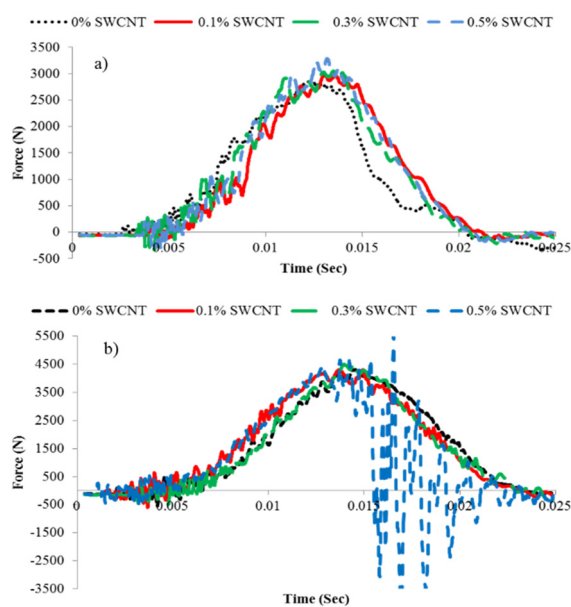 0% SWCNT 0.1% SWCNT 0.3% SWCNT 0.5% SWCNT
a)
3500
3000
2500
2000
1500
1000
500
0
-500
Force (N)
0 0.005 0.01 0.015 0.02 0.025
Time (Sec)
0% SWCNT 0.1% SWCNT 0.3% SWCNT 0.5% SWCNT
b)
5500
4500
3500
2500
1500
500
-500
-1500
-2500
-3500
Force (N)
0 0.005 0.01 0.015 0.02 0.025
Time (Sec)